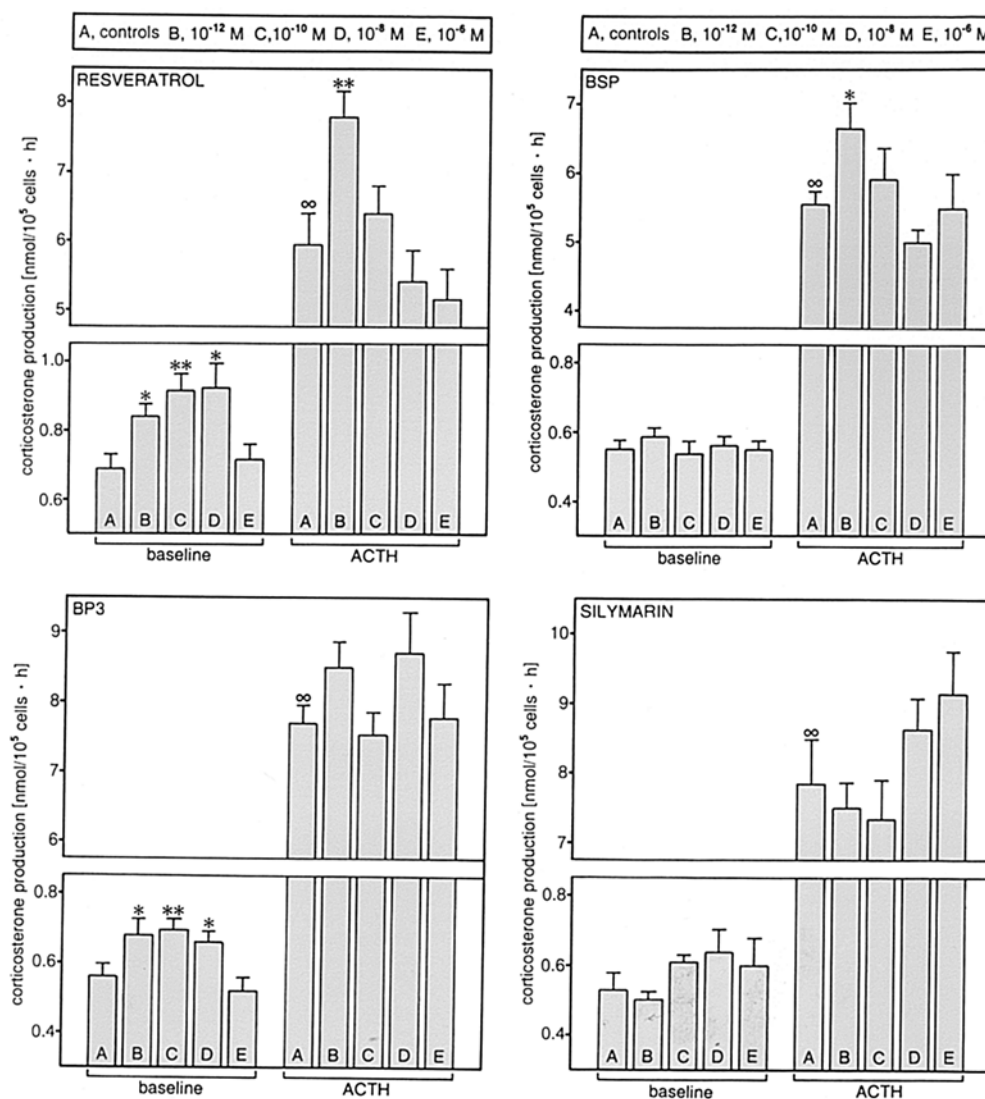 A, controls B, 10⁻¹² M C,10⁻¹⁰ M D, 10⁻⁸ M E, 10⁻⁶ M
RESVERATROL
corticosterone production [nmol/10⁵ cells · h]
8
7
6
5
1.0
0.8
0.6
∞ **
* ** *
A B C D E A B C D E
baseline ACTH
A, controls B, 10⁻¹² M C,10⁻¹⁰ M D, 10⁻⁸ M E, 10⁻⁶ M
BSP
corticosterone production [nmol/10⁵ cells · h]
7
6
5
4
0.8
0.6
0.4
∞ *
A B C D E A B C D E
baseline ACTH
BP3
corticosterone production [nmol/10⁵ cells · h]
9
8
7
6
0.8
0.6
0.4
∞
* ** *
A B C D E A B C D E
baseline ACTH
SILYMARIN
corticosterone production [nmol/10⁵ cells · h]
10
9
8
7
0.8
0.6
0.4
∞
A B C D E A B C D E
baseline ACTH